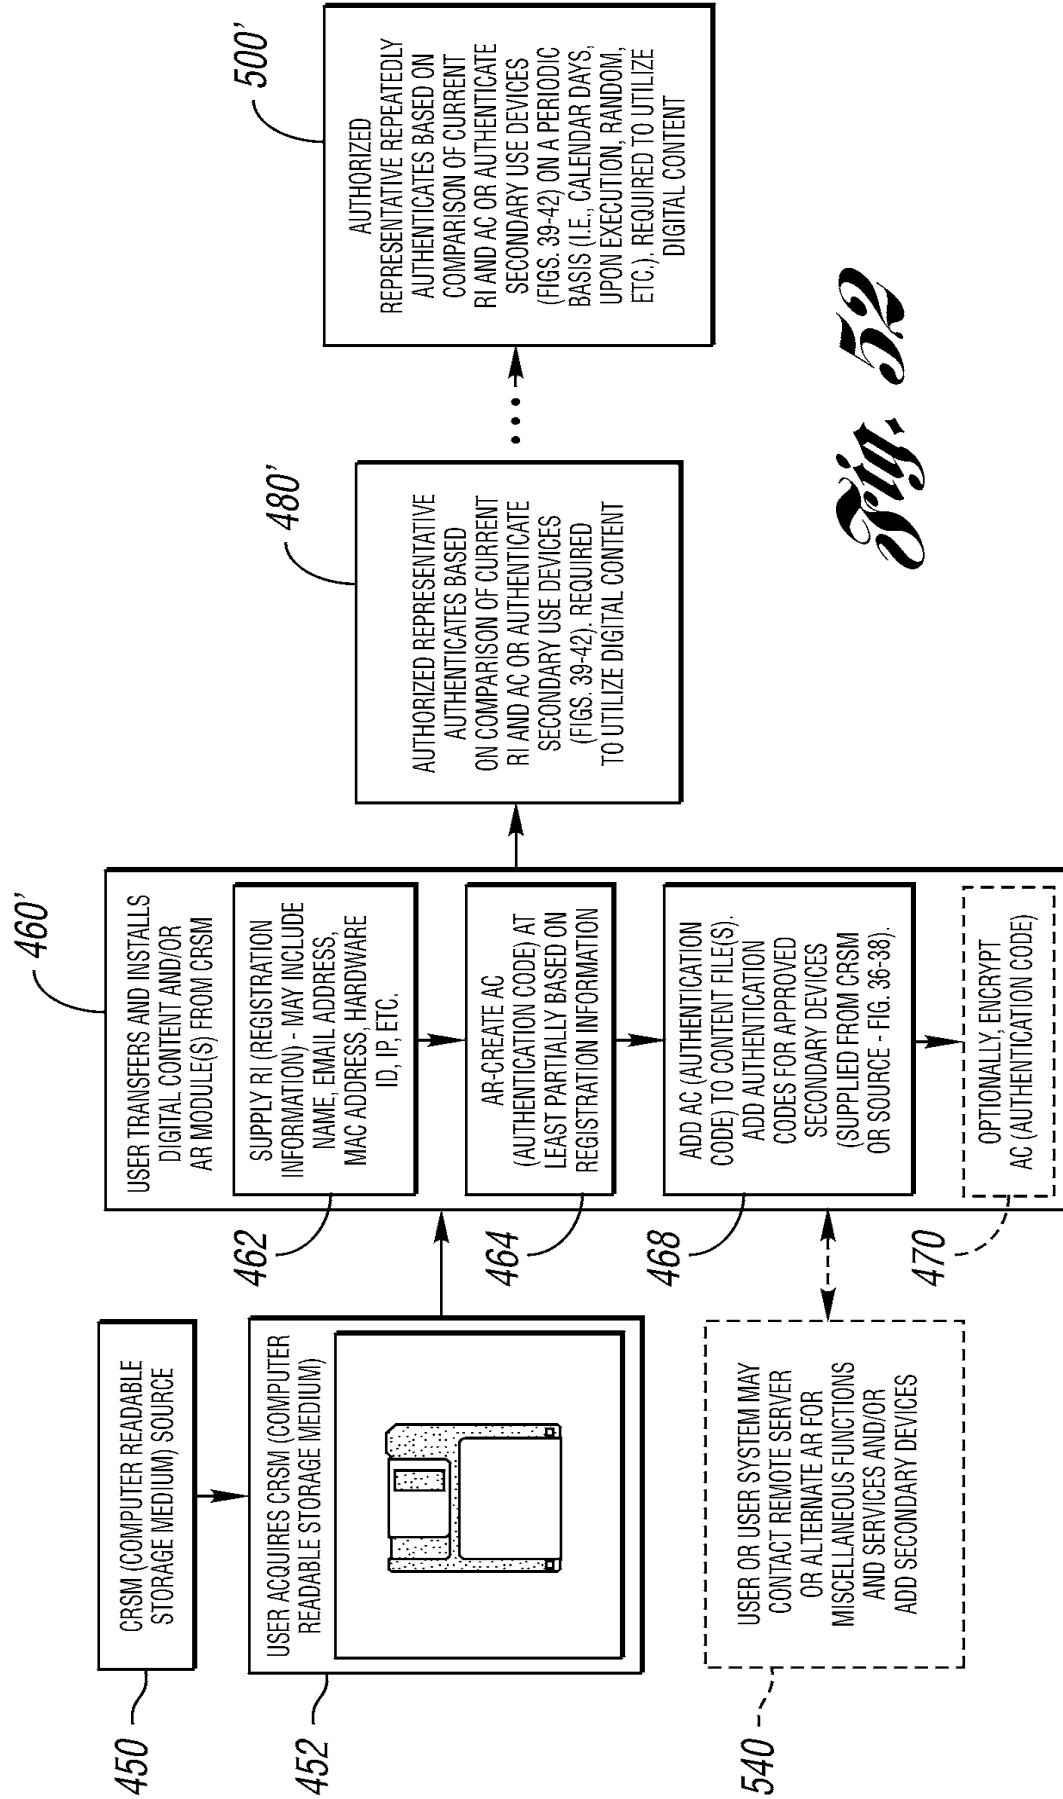 450
CRSM (COMPUTER READABLE
STORAGE MEDIUM) SOURCE
452
USER ACQUIRES CRSM (COMPUTER
READABLE STORAGE MEDIUM)
460'
USER TRANSFERS AND INSTALLS
DIGITAL CONTENT AND/OR
AR MODULE(S) FROM CRSM
462
SUPPLY RI (REGISTRATION
INFORMATION) - MAY INCLUDE
NAME, EMAIL ADDRESS,
MAC ADDRESS, HARDWARE
ID, IP, ETC.
464
AR-CREATE AC
(AUTHENTICATION CODE) AT
LEAST PARTIALLY BASED ON
REGISTRATION INFORMATION
468
ADD AC (AUTHENTICATION
CODE) TO CONTENT FILE(S).
ADD AUTHENTICATION
CODES FOR APPROVED
SECONDARY DEVICES
(SUPPLIED FROM CRSM
OR SOURCE - FIG. 36-38).
470
OPTIONALLY, ENCRYPT
AC (AUTHENTICATION CODE)
540
USER OR USER SYSTEM MAY
CONTACT REMOTE SERVER
OR ALTERNATE AR FOR
MISCELLANEOUS FUNCTIONS
AND SERVICES AND/OR
ADD SECONDARY DEVICES
480'
AUTHORIZED REPRESENTATIVE
AUTHENTICATES BASED
ON COMPARISON OF CURRENT
RI AND AC OR AUTHENTICATE
SECONDARY USE DEVICES
(FIGS. 39-42). REQUIRED
TO UTILIZE DIGITAL CONTENT
500'
AUTHORIZED
REPRESENTATIVE REPEATEDLY
AUTHENTICATES BASED ON
COMPARISON OF CURRENT
RI AND AC OR AUTHENTICATE
SECONDARY USE DEVICES
(FIGS. 39-42) ON A PERIODIC
BASIS (I.E., CALENDAR DAYS,
UPON EXECUTION, RANDOM,
ETC.). REQUIRED TO UTILIZE
DIGITAL CONTENT
Fig. 52